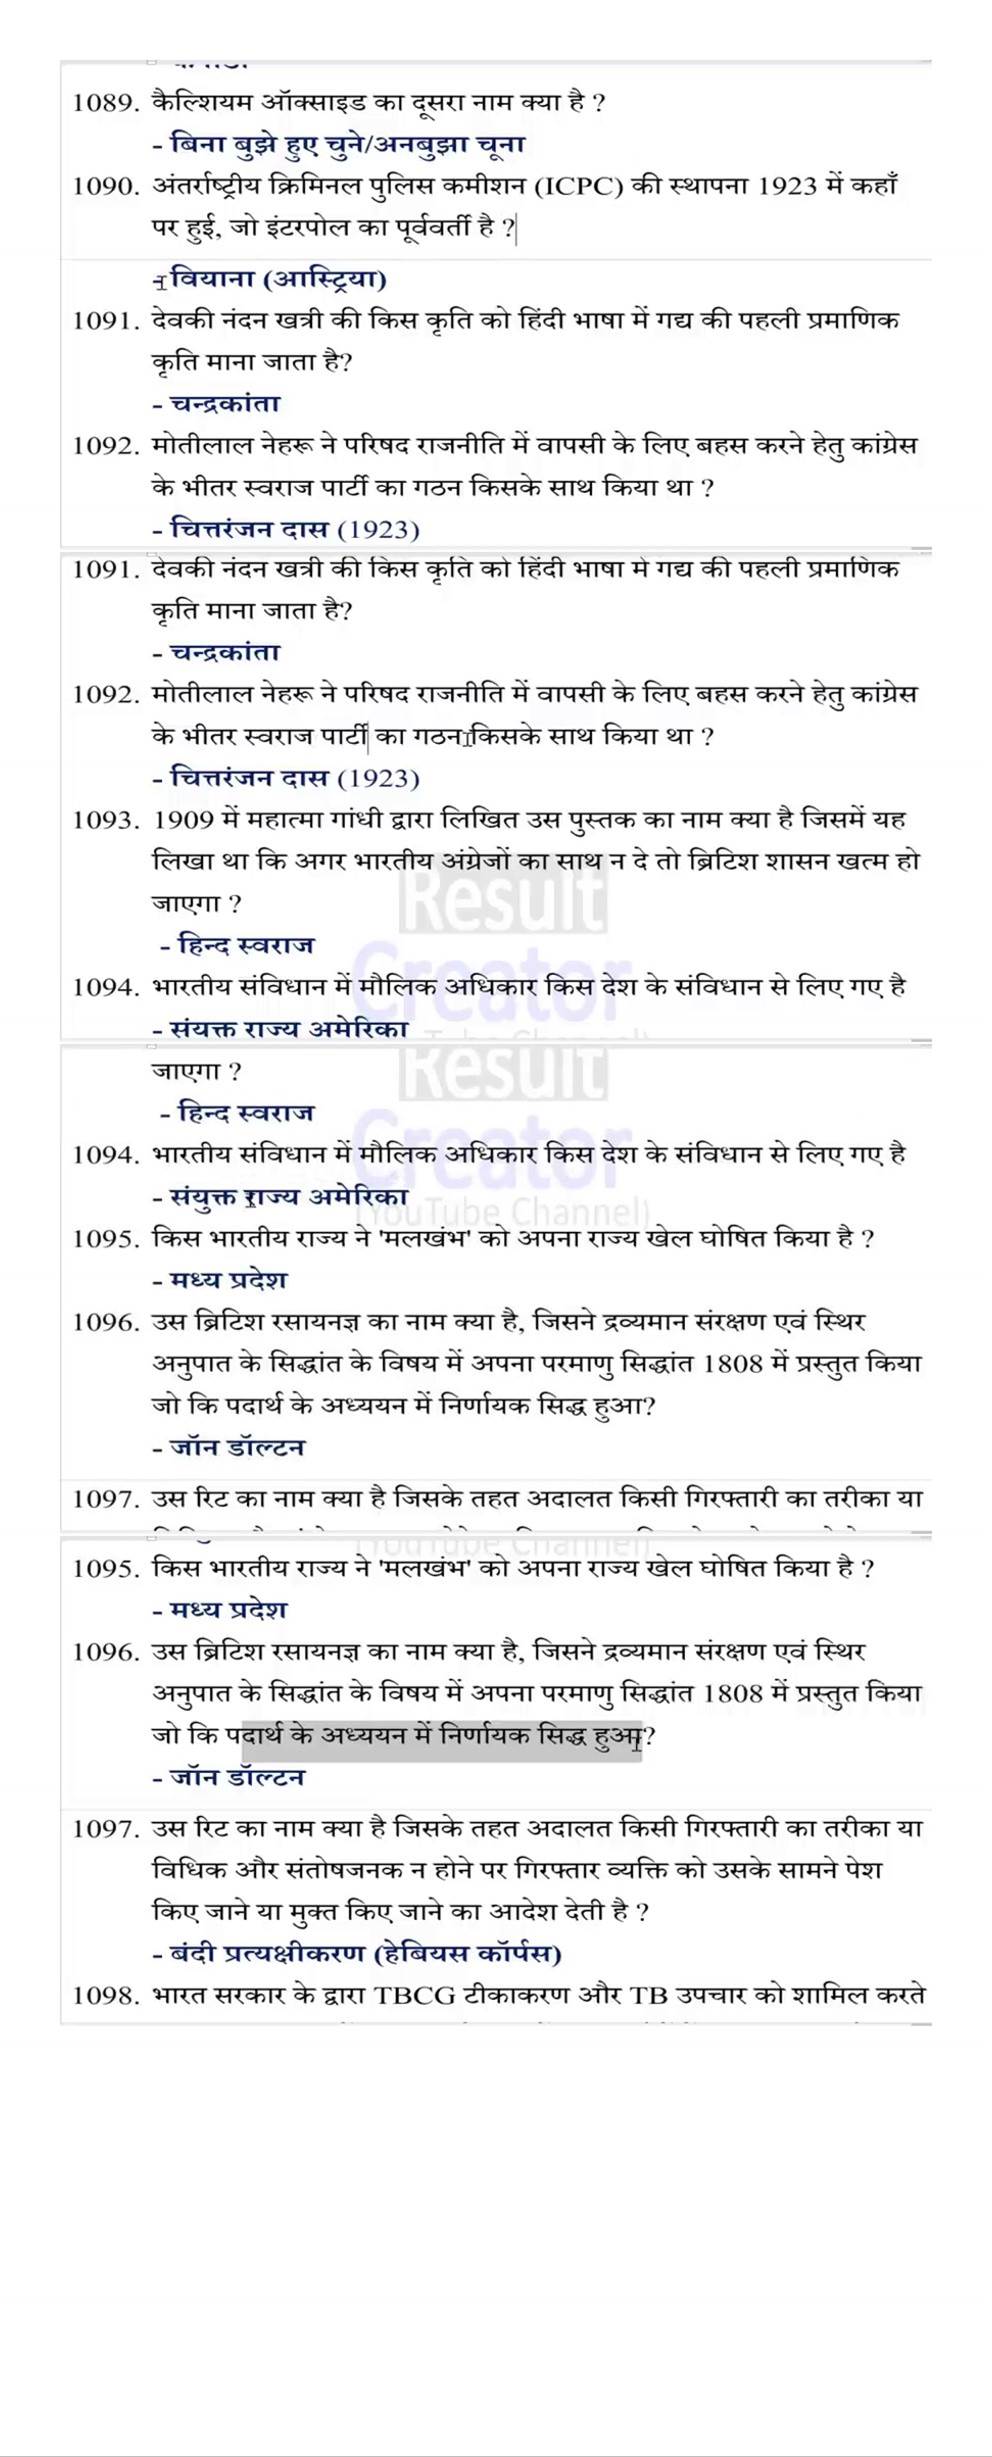 1089. कैल्शियम ऑक्साइड का दूसरा नाम क्या है ?
- बिना बुझे हुए चुने/अनबुझा चूना
1090. अंतर्राष्ट्रीय क्रिमिनल पुलिस कमीशन (ICPC) की स्थापना 1923 में कहाँ
पर हुई, जो इंटरपोल का पूर्ववर्ती है ?
- वियाना (आस्ट्रिया)
1091. देवकी नंदन खत्री की किस कृति को हिंदी भाषा में गद्य की पहली प्रमाणिक
कृति माना जाता है?
- चन्द्रकांता
1092. मोतीलाल नेहरू ने परिषद राजनीति में वापसी के लिए बहस करने हेतु कांग्रेस
के भीतर स्वराज पार्टी का गठन किसके साथ किया था ?
- चित्तरंजन दास (1923)
1091. देवकी नंदन खत्री की किस कृति को हिंदी भाषा में गद्य की पहली प्रमाणिक
कृति माना जाता है?
- चन्द्रकांता
1092. मोतीलाल नेहरू ने परिषद राजनीति में वापसी के लिए बहस करने हेतु कांग्रेस
के भीतर स्वराज पार्टी का गठन किसके साथ किया था ?
- चित्तरंजन दास (1923)
1093. 1909 में महात्मा गांधी द्वारा लिखित उस पुस्तक का नाम क्या है जिसमें यह
लिखा था कि अगर भारतीय अंग्रेजों का साथ न दे तो ब्रिटिश शासन खत्म हो
जाएगा ?
Result
- हिन्द स्वराज
Creator
1094. भारतीय संविधान में मौलिक अधिकार किस देश के संविधान से लिए गए है
- संयुक्त राज्य अमेरिका
जाएगा ?
Result
- हिन्द स्वराज
Creator
1094. भारतीय संविधान में मौलिक अधिकार किस देश के संविधान से लिए गए है
- संयुक्त राज्य अमेरिका
(YouTube Channel)
1095. किस भारतीय राज्य ने 'मलखंभ' को अपना राज्य खेल घोषित किया है ?
- मध्य प्रदेश
1096. उस ब्रिटिश रसायनज्ञ का नाम क्या है, जिसने द्रव्यमान संरक्षण एवं स्थिर
अनुपात के सिद्धांत के विषय में अपना परमाणु सिद्धांत 1808 में प्रस्तुत किया
जो कि पदार्थ के अध्ययन में निर्णायक सिद्ध हुआ?
- जॉन डॉल्टन
1097. उस रिट का नाम क्या है जिसके तहत अदालत किसी गिरफ्तारी का तरीका या
(YouTube Channel)
1095. किस भारतीय राज्य ने 'मलखंभ' को अपना राज्य खेल घोषित किया है ?
- मध्य प्रदेश
1096. उस ब्रिटिश रसायनज्ञ का नाम क्या है, जिसने द्रव्यमान संरक्षण एवं स्थिर
अनुपात के सिद्धांत के विषय में अपना परमाणु सिद्धांत 1808 में प्रस्तुत किया
जो कि पदार्थ के अध्ययन में निर्णायक सिद्ध हुआ?
- जॉन डॉल्टन
1097. उस रिट का नाम क्या है जिसके तहत अदालत किसी गिरफ्तारी का तरीका या
विधिक और संतोषजनक न होने पर गिरफ्तार व्यक्ति को उसके सामने पेश
किए जाने या मुक्त किए जाने का आदेश देती है ?
- बंदी प्रत्यक्षीकरण (हेबियस कॉर्पस)
1098. भारत सरकार के द्वारा TBCG टीकाकरण और TB उपचार को शामिल करते